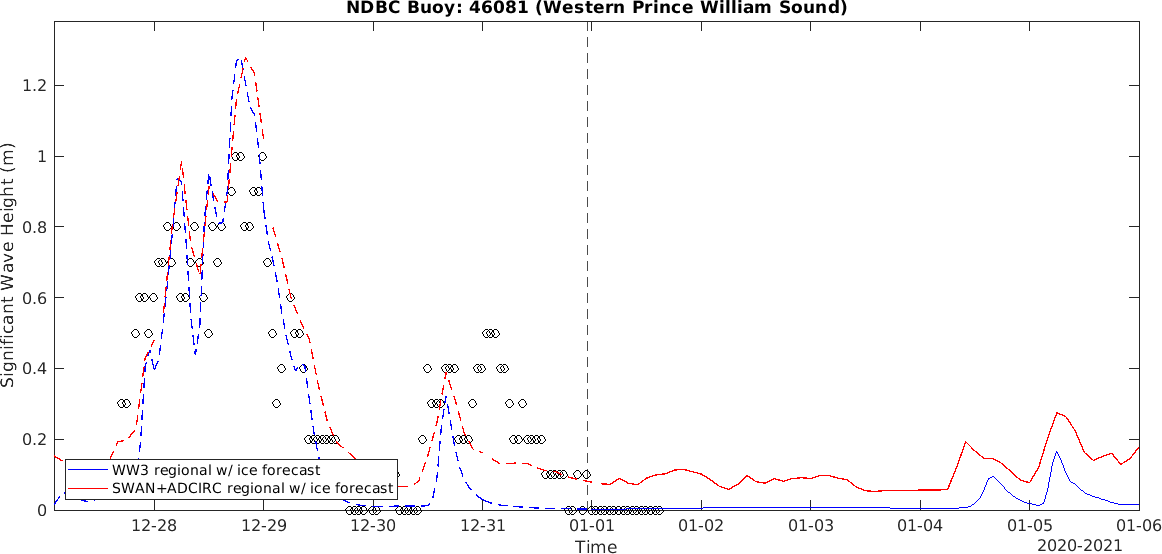 NDBC Buoy: 46081 (Western Prince William Sound)
Significant Wave Height (m)
1.2
1
0.8
0.6
0.4
0.2
0
WW3 regional w/ ice forecast
SWAN+ADCIRC regional w/ ice forecast
12-28 12-29 12-30 12-31 01-01 01-02 01-03 01-04 01-05 01-06
Time
2020-2021